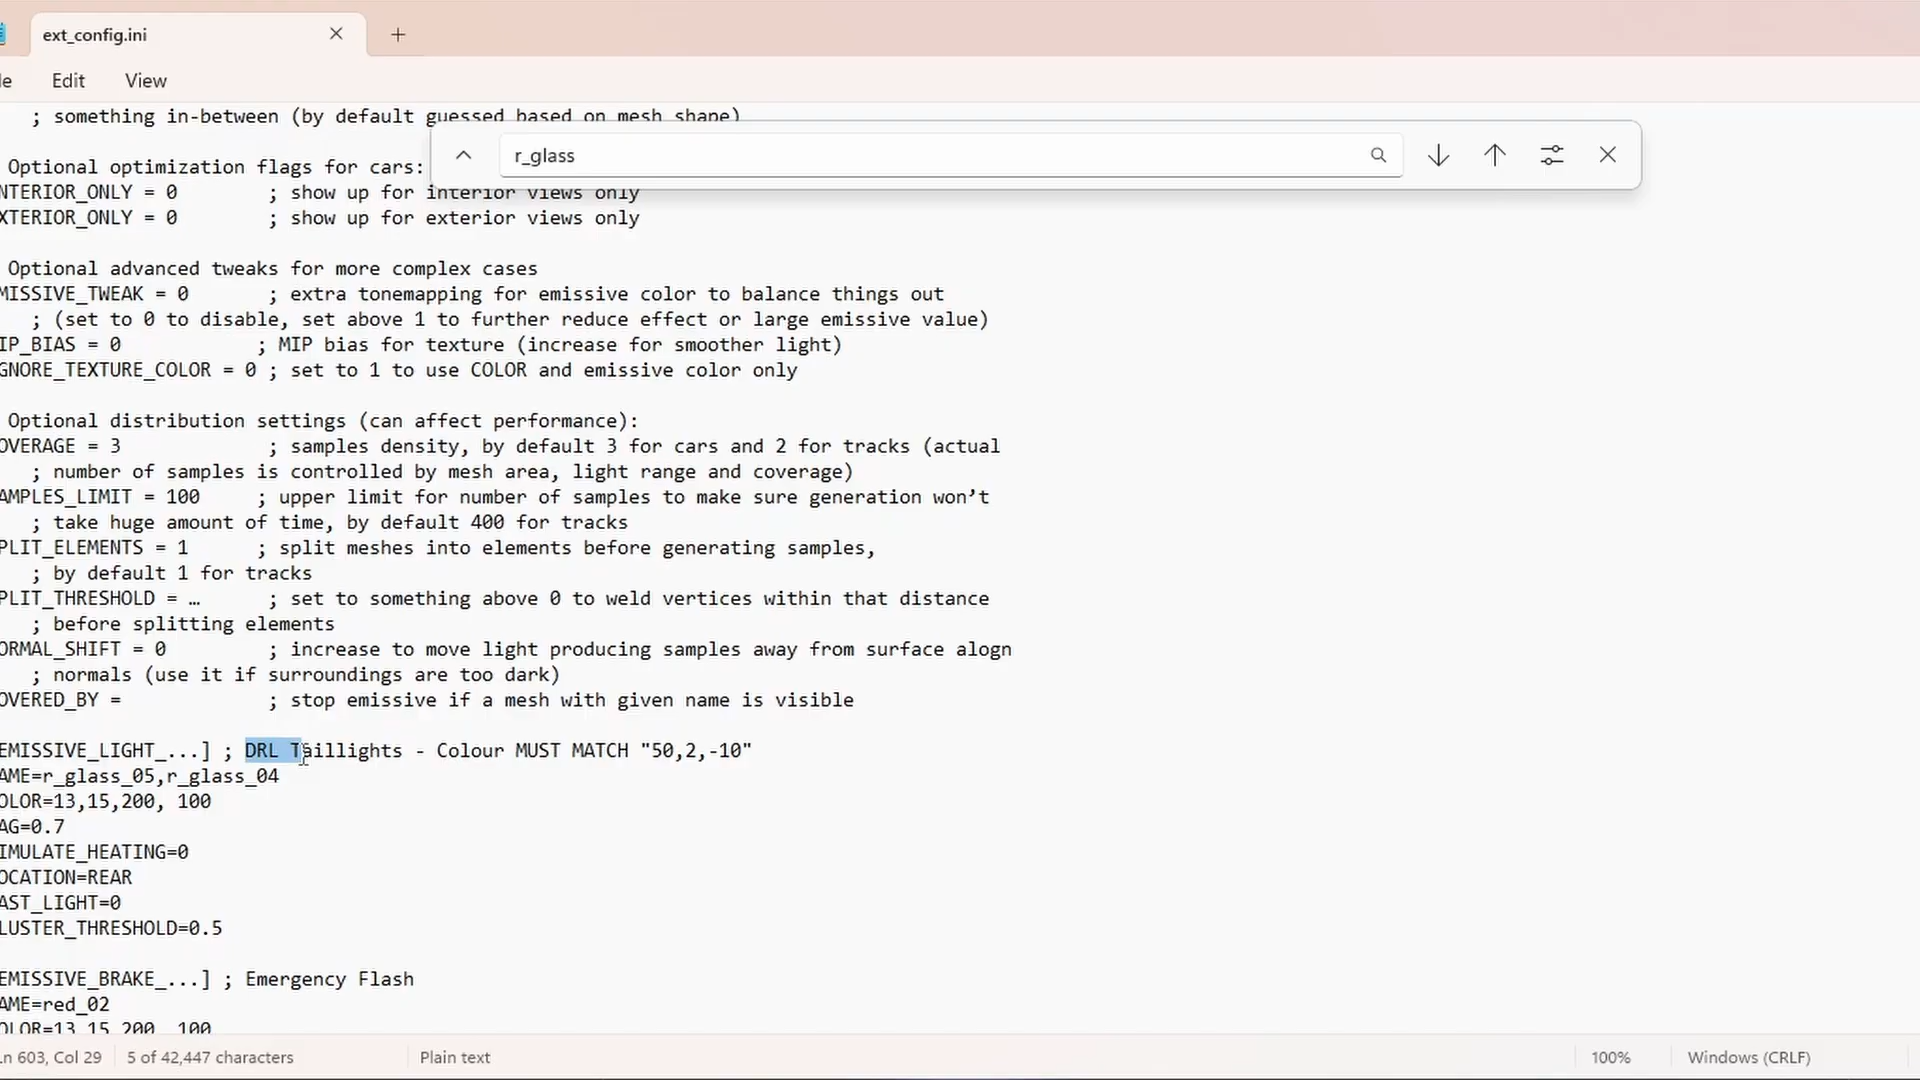 ext_config.ini
le Edit View
r_glass
; something in-between (by default guessed based on mesh shape)
Optional optimization flags for cars:
NTERIOR_ONLY = 0 ; show up for interior views only
XTERIOR_ONLY = 0 ; show up for exterior views only
Optional advanced tweaks for more complex cases
MISSIVE_TWEAK = 0 ; extra tonemapping for emissive color to balance things out
; (set to 0 to disable, set above 1 to further reduce effect or large emissive value)
IP_BIAS = 0 ; MIP bias for texture (increase for smoother light)
GNORE_TEXTURE_COLOR = 0 ; set to 1 to use COLOR and emissive color only
Optional distribution settings (can affect performance):
OVERAGE = 3 ; samples density, by default 3 for cars and 2 for tracks (actual
; number of samples is controlled by mesh area, light range and coverage)
AMPLES_LIMIT = 100 ; upper limit for number of samples to make sure generation won’t
; take huge amount of time, by default 400 for tracks
PLIT_ELEMENTS = 1 ; split meshes into elements before generating samples,
; by default 1 for tracks
PLIT_THRESHOLD = … ; set to something above 0 to weld vertices within that distance
; before splitting elements
ORMAL_SHIFT = 0 ; increase to move light producing samples away from surface alogn
; normals (use it if surroundings are too dark)
OVERED_BY = ; stop emissive if a mesh with given name is visible
EMISSIVE_LIGHT_...] ; DRL Taillights - Colour MUST MATCH "50,2,-10"
AME=r_glass_05,r_glass_04
OLOR=13,15,200, 100
AG=0.7
IMULATE_HEATING=0
OCATION=REAR
AST_LIGHT=0
LUSTER_THRESHOLD=0.5
EMISSIVE_BRAKE_...] ; Emergency Flash
AME=red_02
OLOR=13,15,200, 100
Ln 603, Col 29 5 of 42,447 characters Plain text 100% Windows (CRLF)